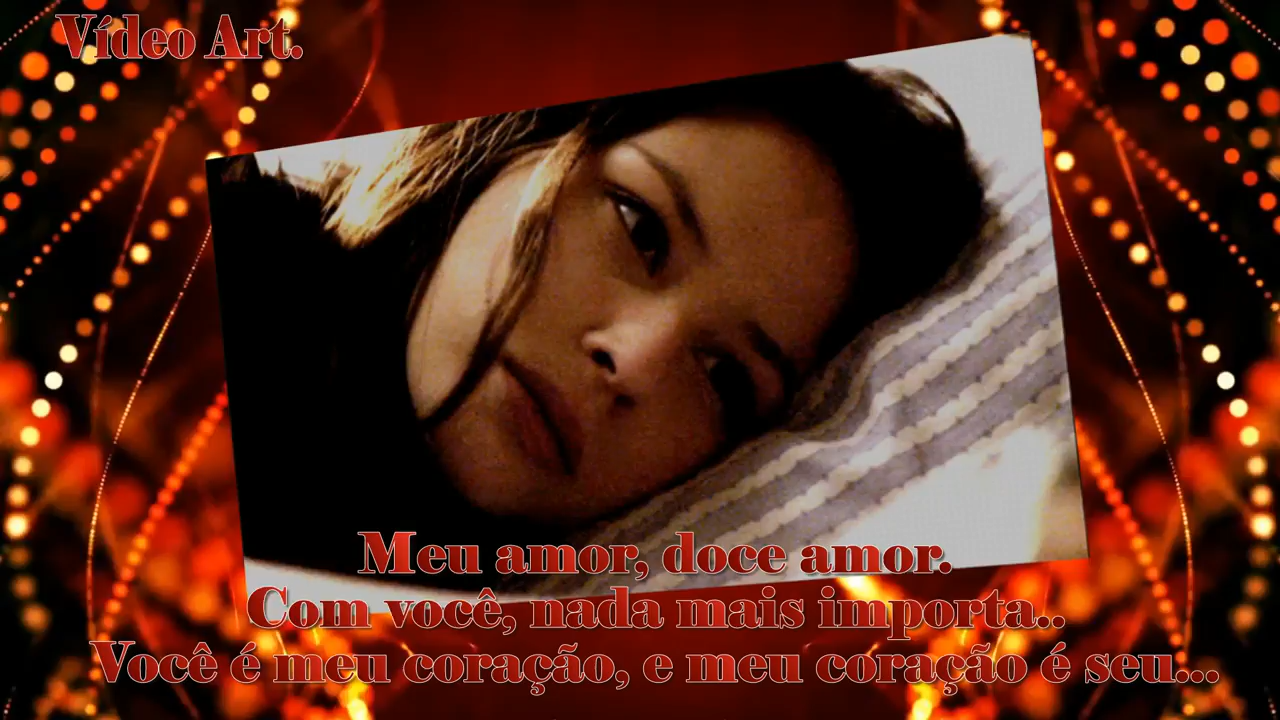 Vídeo Art.
Meu amor, doce amor.
Com você, nada mais importa..
Você é meu coração, e meu coração é seu...